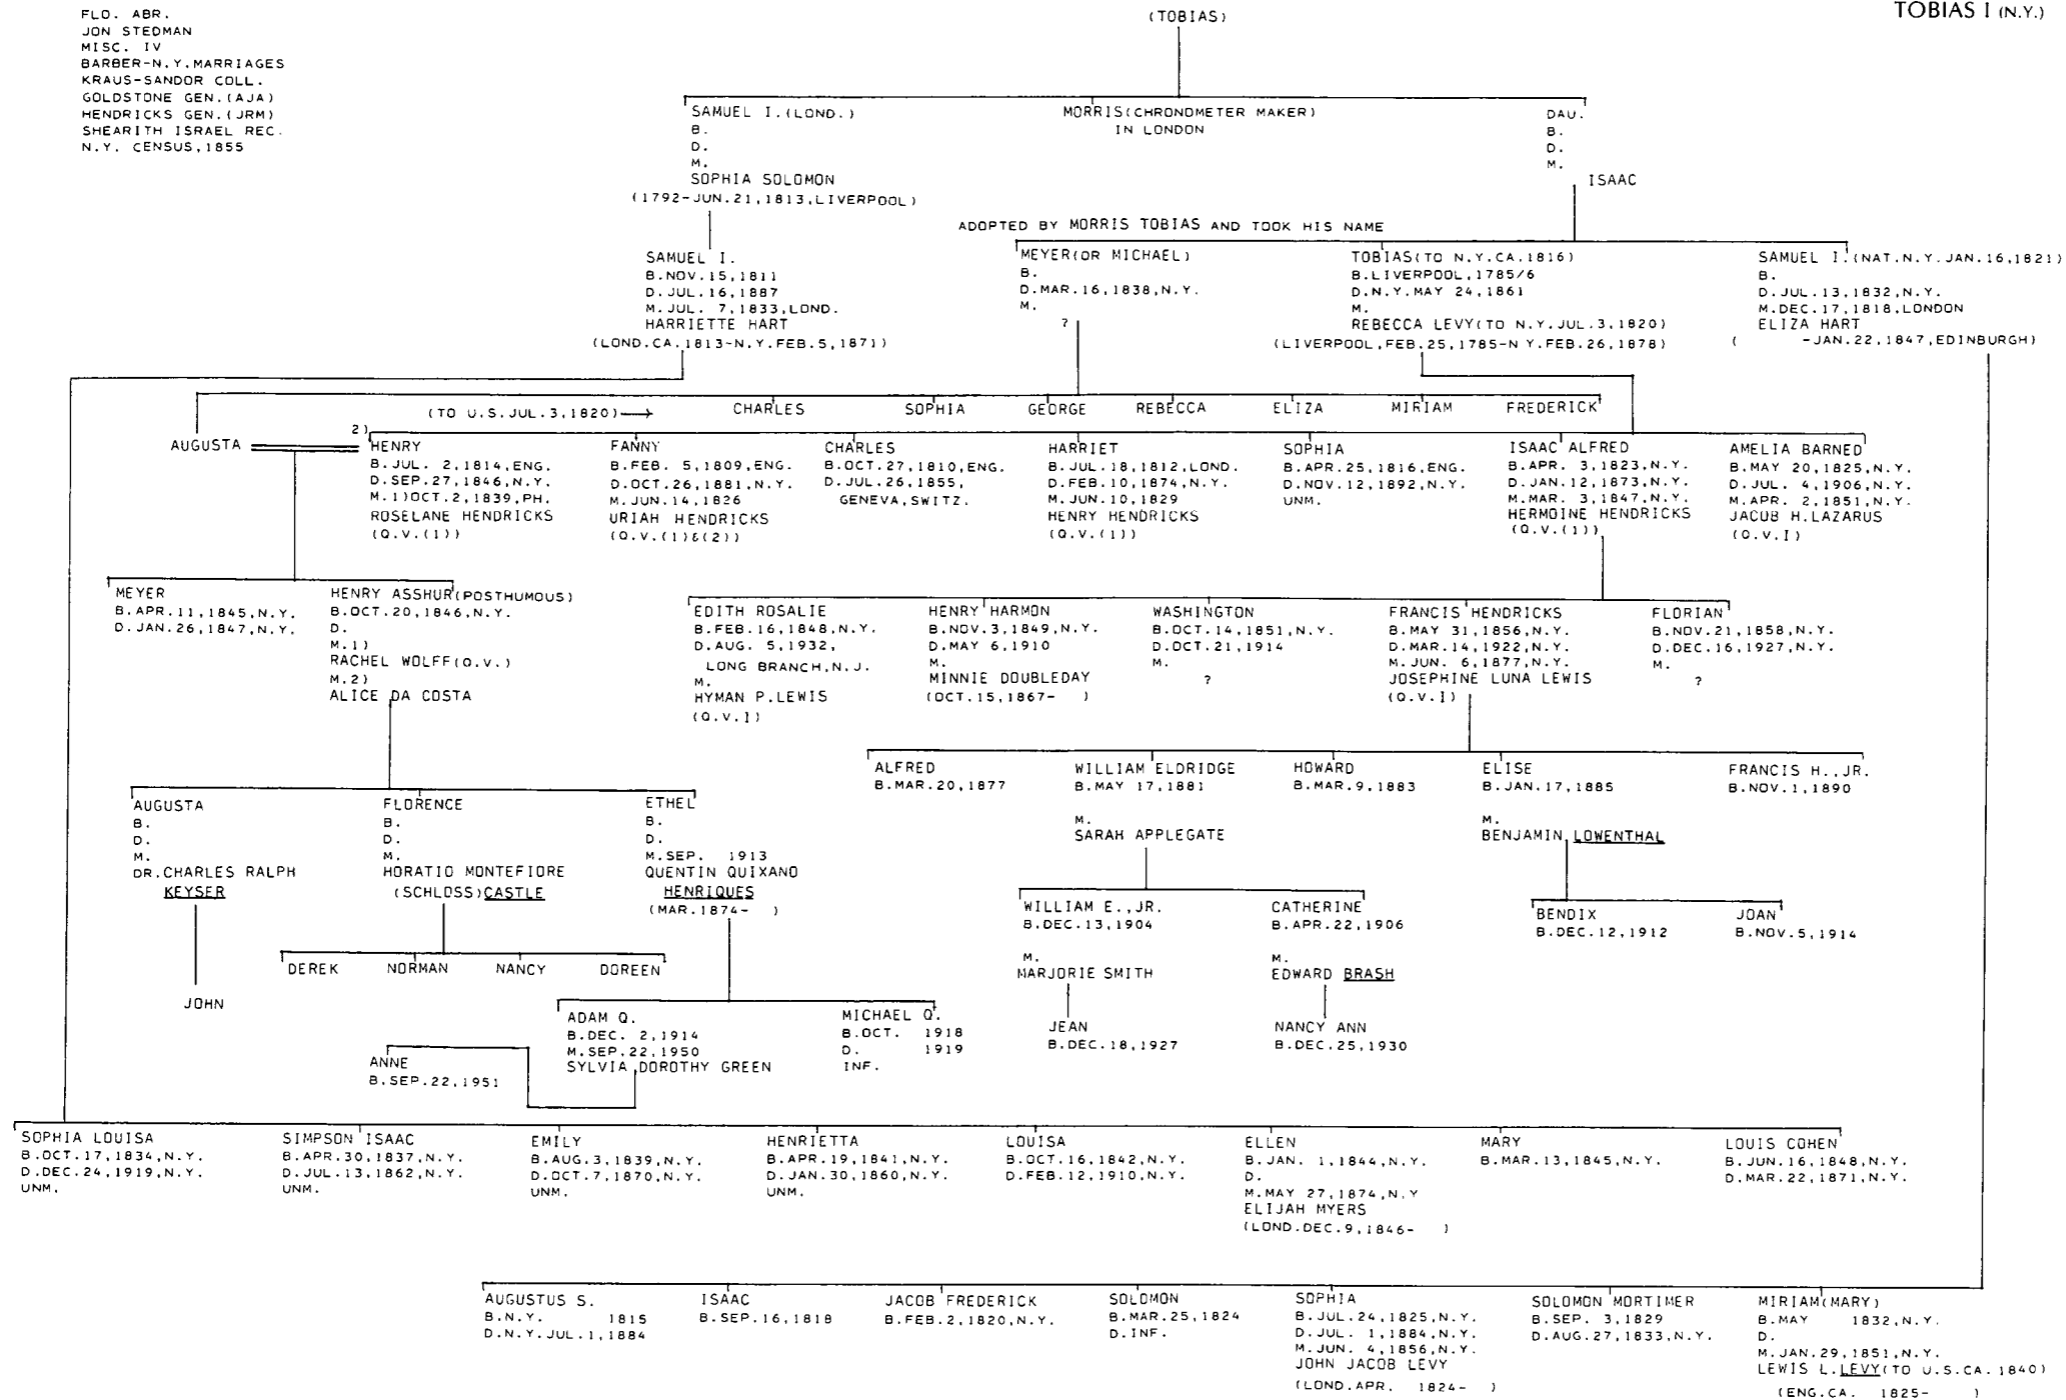 FLO. ABR.
JON STEDMAN
MISC. IV
BARBER-N.Y.MARRIAGES
KRAUS-SANDOR COLL.
GOLDSTONE GEN.(AJA)
HENDRICKS GEN.(JRM)
SHEARITH ISRAEL REC.
N.Y. CENSUS,1855
TOBIAS I (N.Y.)
(TOBIAS)
SAMUEL I.(LOND.)
B.
D.
M.
SOPHIA SOLOMON
(1792-JUN.21,1813,LIVERPOOL)
MORRIS(CHRONOMETER MAKER)
IN LONDON
DAU.
B.
D.
M.
ISAAC
ADOPTED BY MORRIS TOBIAS AND TOOK HIS NAME
SAMUEL I.
B.NOV.15,1811
D.JUL.16,1887
M.JUL. 7,1833,LOND.
HARRIETTE HART
(LOND.CA.1813-N.Y.FEB.5,1871)
MEYER(OR MICHAEL)
B.
D.MAR.16,1838,N.Y.
M.
?
TOBIAS(TO N.Y.CA.1816)
B.LIVERPOOL,1785/6
D.N.Y.MAY 24,1861
M.
REBECCA LEVY(TO N.Y.JUL.3,1820)
(LIVERPOOL,FEB.25,1785-N Y.FEB.26,1878)
SAMUEL I.(NAT.N.Y.JAN.16,1821)
B.
D.JUL.13,1832,N.Y.
M.DEC.17,1818,LONDON
ELIZA HART
( -JAN.22,1847,EDINBURGH)
(TO U.S.JUL.3,1820)→
CHARLES
SOPHIA
GEORGE
REBECCA
ELIZA
MIRIAM
FREDERICK
AUGUSTA
2)
HENRY
B.JUL. 2,1814,ENG.
D.SEP.27,1846,N.Y.
M.1)OCT.2,1839,PH.
ROSELANE HENDRICKS
(Q.V.(1))
FANNY
B.FEB. 5,1809,ENG.
D.OCT.26,1881,N.Y.
M.JUN.14,1826
URIAH HENDRICKS
(Q.V.(1)&(2))
CHARLES
B.OCT.27,1810,ENG.
D.JUL.26,1855,
GENEVA,SWITZ.
HARRIET
B.JUL.18,1812,LOND.
D.FEB.10,1874,N.Y.
M.JUN.10,1829
HENRY HENDRICKS
(Q.V.(1))
SOPHIA
B.APR.25,1816,ENG.
D.NOV.12,1892,N.Y.
UNM.
ISAAC ALFRED
B.APR. 3,1823,N.Y.
D.JAN.12,1873,N.Y.
M.MAR. 3,1847,N.Y.
HERMOINE HENDRICKS
(Q.V.(1))
AMELIA BARNED
B.MAY 20,1825,N.Y.
D.JUL. 4,1906,N.Y.
M.APR. 2,1851,N.Y.
JACOB H.LAZARUS
(Q.V.I)
MEYER
B.APR.11,1845,N.Y.
D.JAN.26,1847,N.Y.
HENRY ASSHUR(POSTHUMOUS)
B.OCT.20,1846,N.Y.
D.
M.1)
RACHEL WOLFF(Q.V.)
M.2)
ALICE DA COSTA
EDITH ROSALIE
B.FEB.16,1848,N.Y.
D.AUG. 5,1932,
LONG BRANCH,N.J.
M.
HYMAN P.LEWIS
(Q.V.I)
HENRY HARMON
B.NOV.3,1849,N.Y.
D.MAY 6,1910
M.
MINNIE DOUBLEDAY
(OCT.15,1867- )
WASHINGTON
B.OCT.14,1851,N.Y.
D.OCT.21,1914
M.
?
FRANCIS HENDRICKS
B.MAY 31,1856,N.Y.
D.MAR.14,1922,N.Y.
M.JUN. 6,1877,N.Y.
JOSEPHINE LUNA LEWIS
(Q.V.I)
FLORIAN
B.NOV.21,1858,N.Y.
D.DEC.16,1927,N.Y.
M.
?
ALFRED
B.MAR.20,1877
WILLIAM ELDRIDGE
B.MAY 17,1881
M.
SARAH APPLEGATE
HOWARD
B.MAR.9,1883
ELISE
B.JAN.17,1885
M.
BENJAMIN LOWENTHAL
FRANCIS H.,JR.
B.NOV.1,1890
AUGUSTA
B.
D.
M.
DR.CHARLES RALPH
KEYSER
FLORENCE
B.
D.
M.
HORATIO MONTEFIORE
(SCHLOSS)CASTLE
ETHEL
B.
D.
M.SEP. 1913
QUENTIN QUIXANO
HENRIQUES
(MAR.1874- )
WILLIAM E.,JR.
B.DEC.13,1904
M.
MARJORIE SMITH
CATHERINE
B.APR.22,1906
M.
EDWARD BRASH
BENDIX
B.DEC.12,1912
JOAN
B.NOV.5,1914
DEREK
NORMAN
NANCY
DOREEN
JOHN
ADAM Q.
B.DEC. 2,1914
M.SEP.22,1950
SYLVIA DOROTHY GREEN
MICHAEL Q.
B.OCT. 1918
D. 1919
INF.
JEAN
B.DEC.18,1927
NANCY ANN
B.DEC.25,1930
ANNE
B.SEP.22,1951
SOPHIA LOUISA
B.OCT.17,1834,N.Y.
D.DEC.24,1919,N.Y.
UNM.
SIMPSON ISAAC
B.APR.30,1837,N.Y.
D.JUL.13,1862,N.Y.
UNM.
EMILY
B.AUG.3,1839,N.Y.
D.OCT.7,1870,N.Y.
UNM.
HENRIETTA
B.APR.19,1841,N.Y.
D.JAN.30,1860,N.Y.
UNM.
LOUISA
B.OCT.16,1842,N.Y.
D.FEB.12,1910,N.Y.
ELLEN
B.JAN. 1,1844,N.Y.
D.
M.MAY 27,1874,N.Y
ELIJAH MYERS
(LOND.DEC.9,1846- )
MARY
B.MAR.13,1845,N.Y.
LOUIS COHEN
B.JUN.16,1848,N.Y.
D.MAR.22,1871,N.Y.
AUGUSTUS S.
B.N.Y. 1815
D.N.Y.JUL.1,1884
ISAAC
B.SEP.16,1818
JACOB FREDERICK
B.FEB.2,1820,N.Y.
SOLOMON
B.MAR.25,1824
D.INF.
SOPHIA
B.JUL.24,1825,N.Y.
D.JUL. 1,1884,N.Y.
M.JUN. 4,1856,N.Y.
JOHN JACOB LEVY
(LOND.APR. 1824- )
SOLOMON MORTIMER
B.SEP. 3,1829
D.AUG.27,1833,N.Y.
MIRIAM(MARY)
B.MAY 1832,N.Y.
D.
M.JAN.29,1851,N.Y.
LEWIS L.LEVY(TO U.S.CA.1840)
(ENG.CA. 1825- )